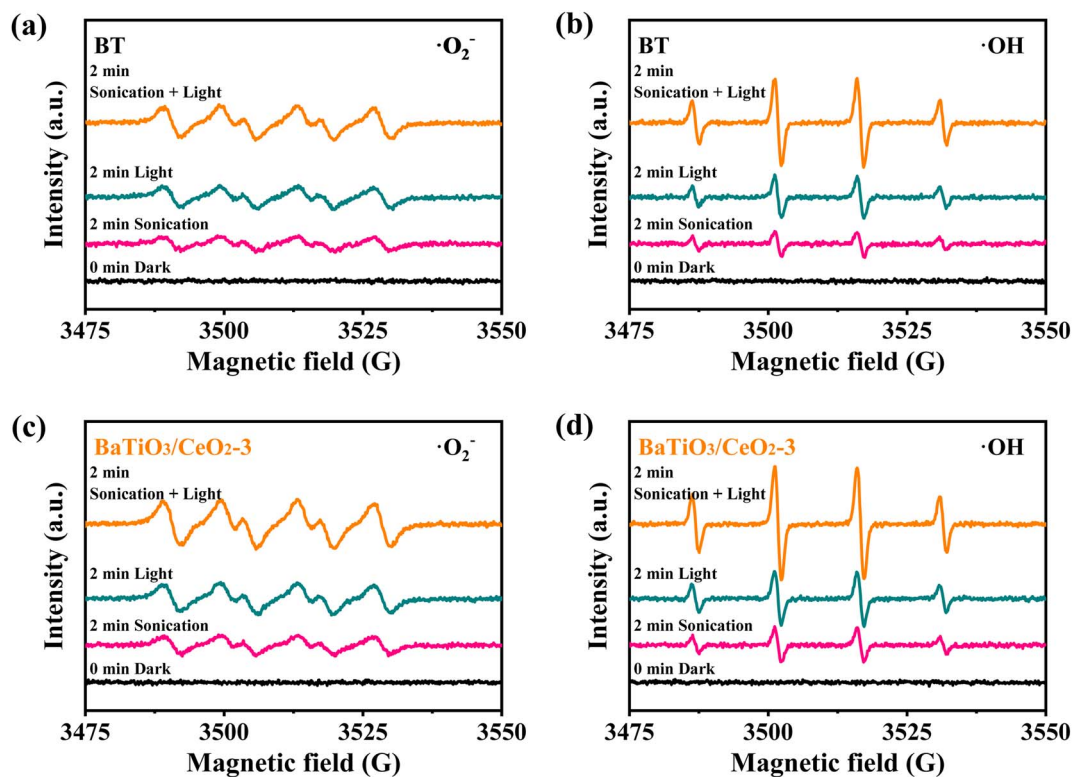 (a)
BT
·O₂⁻
2 min
Sonication + Light
2 min Light
2 min Sonication
0 min Dark
Intensity (a.u.)
3475 3500 3525 3550
Magnetic field (G)
(b)
BT
·OH
2 min
Sonication + Light
2 min Light
2 min Sonication
0 min Dark
Intensity (a.u.)
3475 3500 3525 3550
Magnetic field (G)
(c)
BaTiO₃/CeO₂-3
·O₂⁻
2 min
Sonication + Light
2 min Light
2 min Sonication
0 min Dark
Intensity (a.u.)
3475 3500 3525 3550
Magnetic field (G)
(d)
BaTiO₃/CeO₂-3
·OH
2 min
Sonication + Light
2 min Light
2 min Sonication
0 min Dark
Intensity (a.u.)
3475 3500 3525 3550
Magnetic field (G)